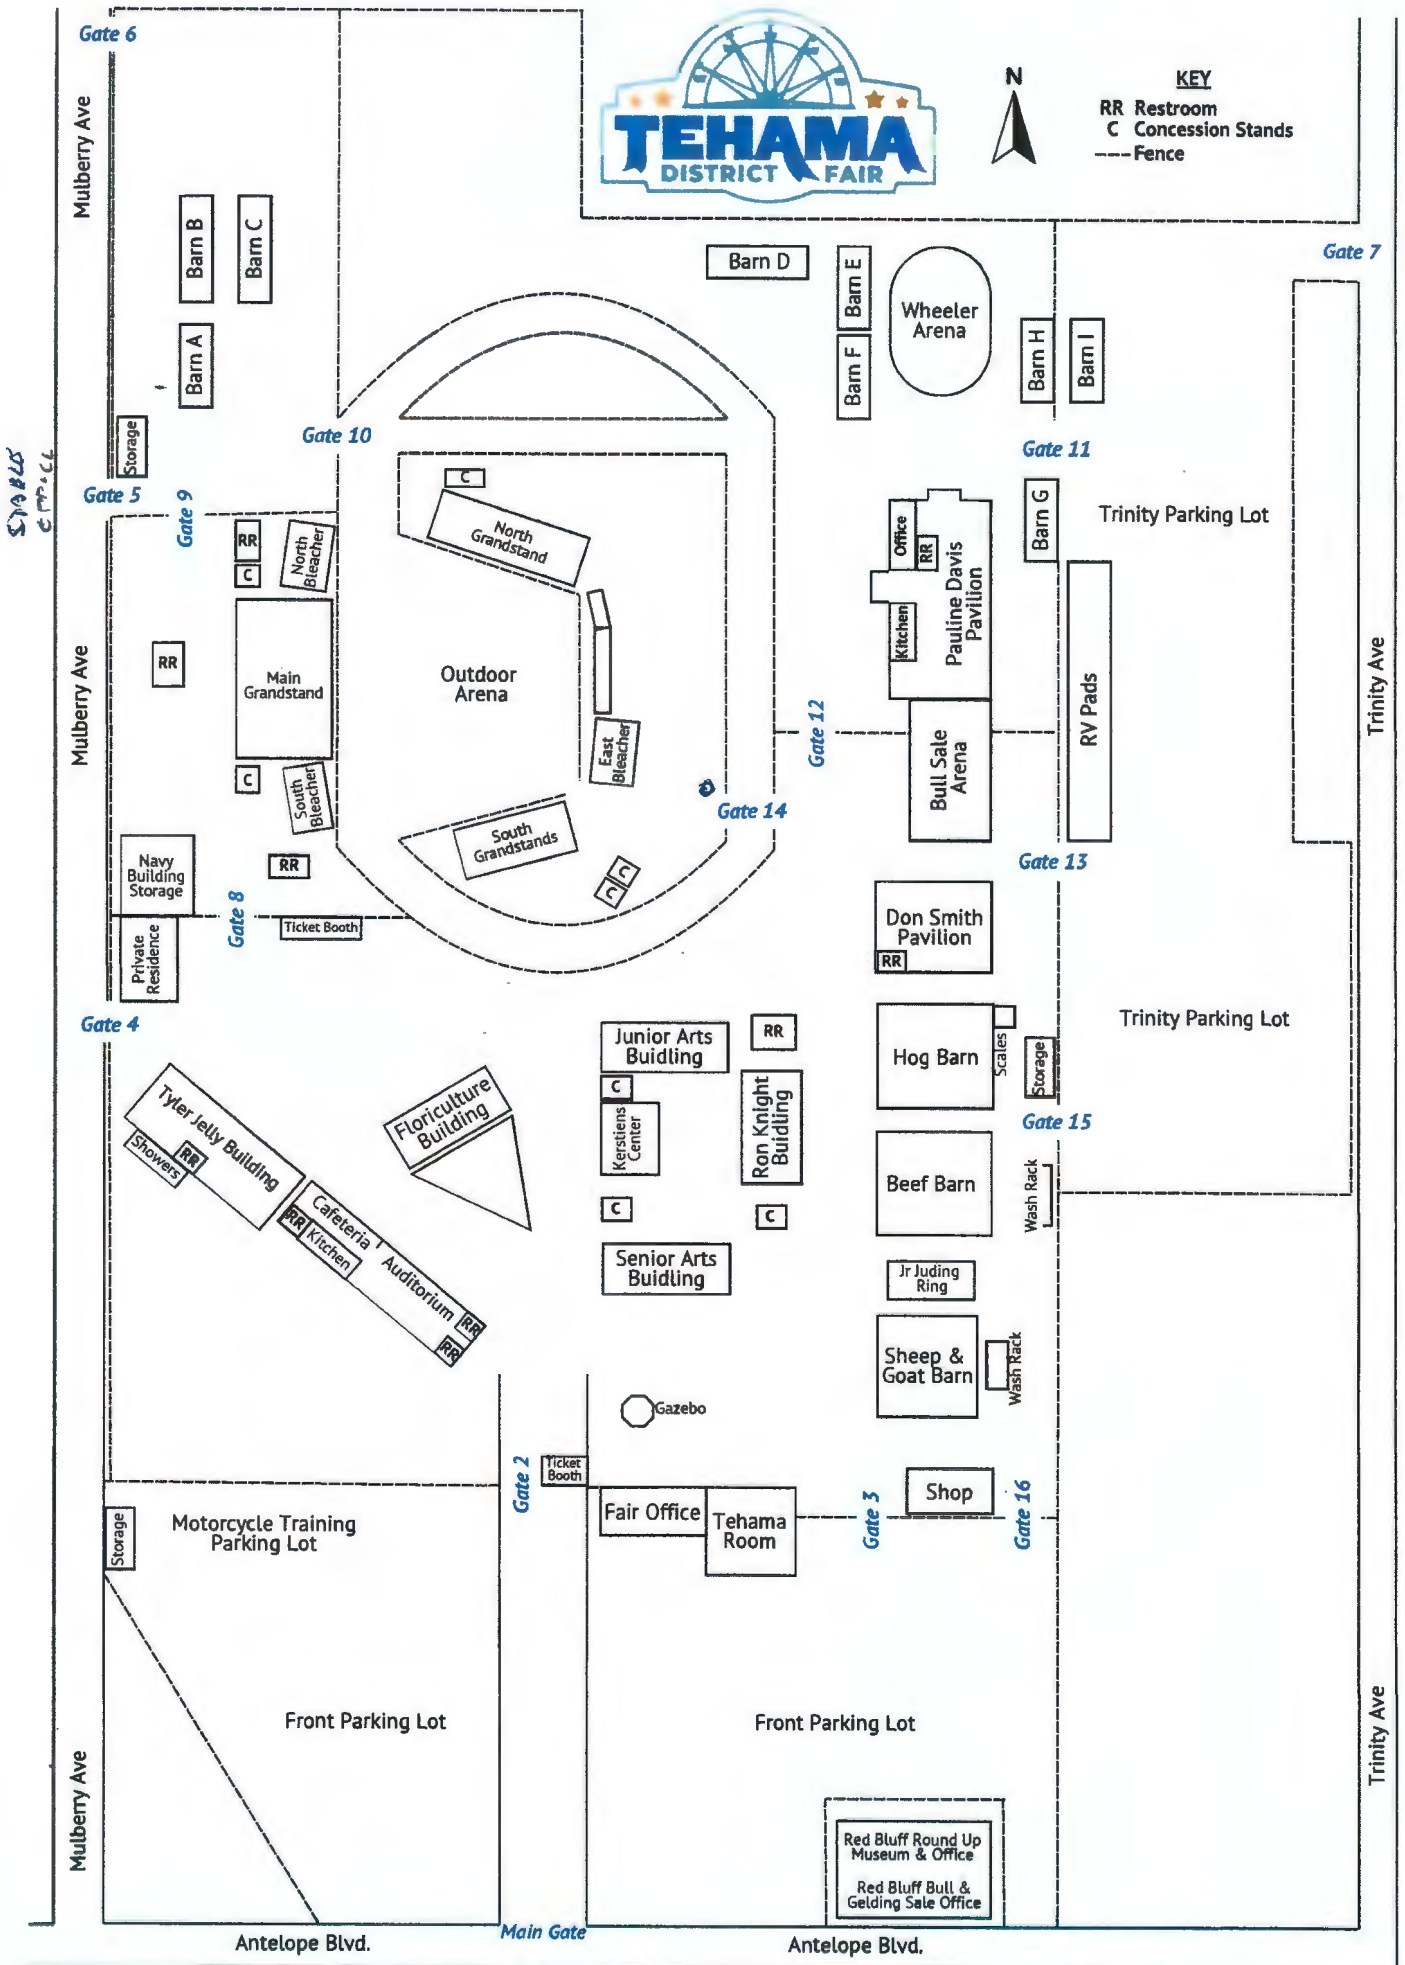 Gate 6
TEHAMA
DISTRICT FAIR
N
KEY
RR Restroom
C Concession Stands
---- Fence
Mulberry Ave
Barn B
Barn C
Barn A
Barn D
Barn E
Barn F
Wheeler
Arena
Barn H
Barn I
Gate 7
Storage
Gate 10
Gate 5
Gate 9
Gate 11
Barn G
Trinity Parking Lot
C
North
Grandstand
RR
C
North
Bleacher
Office
RR
Kitchen
Pauline Davis
Pavilion
RR
Mulberry Ave
Main
Grandstand
Outdoor
Arena
RV Pads
Trinity Ave
Gate 12
East
Bleacher
Bull Sale
Arena
C
South
Bleacher
Gate 14
South
Grandstands
C
C
Navy
Building
Storage
RR
Gate 13
Gate 8
Ticket Booth
Private
Residence
Don Smith
Pavilion
RR
Gate 4
Junior Arts
Buidling
RR
Hog Barn
Scales
Storage
Trinity Parking Lot
Tyler Jelly Building
Showers
RR
Floriculture
Building
C
Kerstiens
Center
Ron Knight
Buidling
Gate 15
Beef Barn
Wash Rack
Cafeteria
RR
Kitchen
Auditorium
RR
RR
C
C
Senior Arts
Buidling
Jr Juding
Ring
Sheep &
Goat Barn
Wash Rack
Gazebo
Gate 2
Ticket
Booth
Fair Office
Tehama
Room
Gate 3
Shop
Gate 16
Storage
Motorcycle Training
Parking Lot
Front Parking Lot
Front Parking Lot
Mulberry Ave
Trinity Ave
Red Bluff Round Up
Museum & Office
Red Bluff Bull &
Gelding Sale Office
Main Gate
Antelope Blvd.
Antelope Blvd.